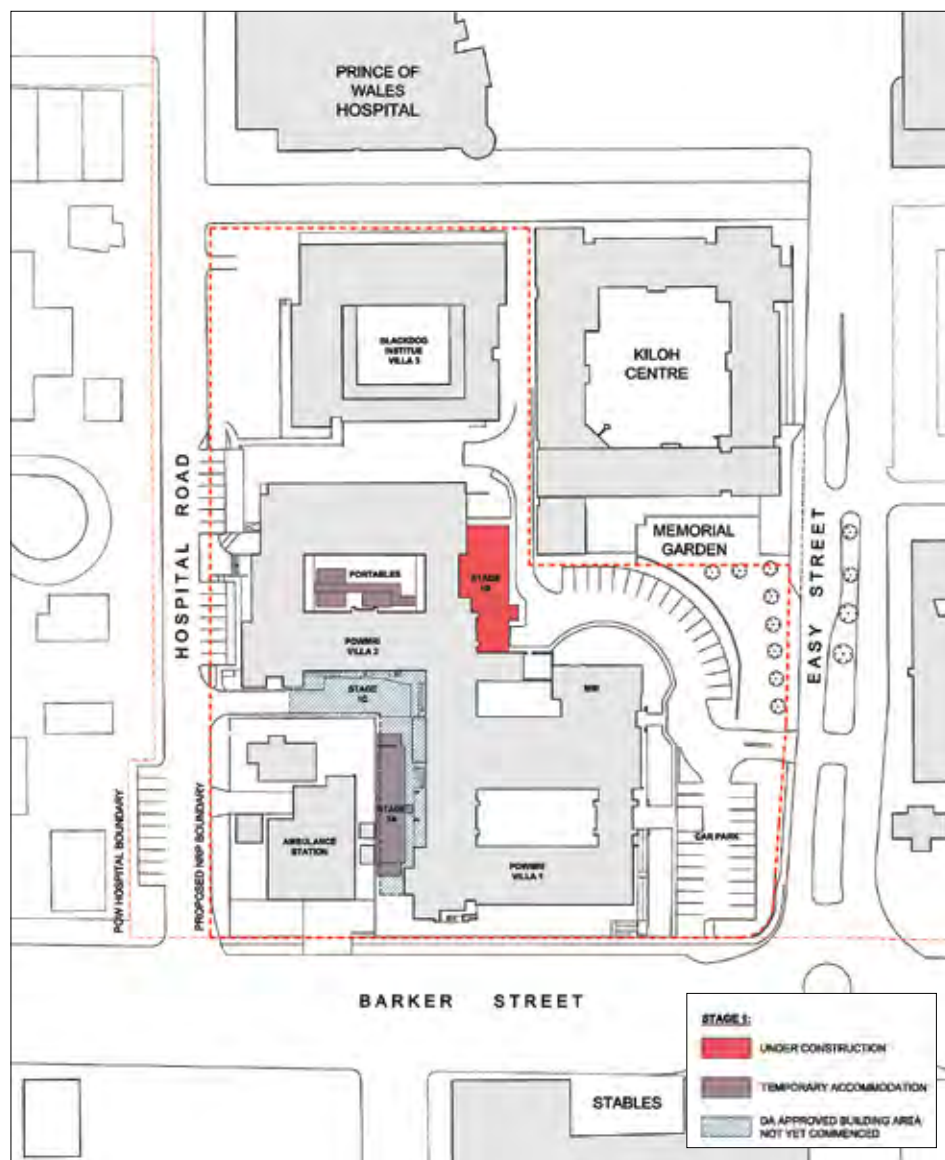 PRINCE OF
WALES
HOSPITAL
BLACKDOG
INSTITUE
VILLA 3
KILOH
CENTRE
HOSPITAL ROAD
MEMORIAL
GARDEN
EASY STREET
PORTABLES
STAGE
POWMRI
VILLA 2
STAGE
1C
STAGE
1A
AMBULANCE
STATION
CAR PARK
POWMRI
VILLA 1
POW HOSPITAL BOUNDARY
PROPOSED NRP BOUNDARY
BARKER STREET
STABLES
STAGE 1:
UNDER CONSTRUCTION
TEMPORARY ACCOMMODATION
DA APPROVED BUILDING AREA
NOT YET COMMENCED